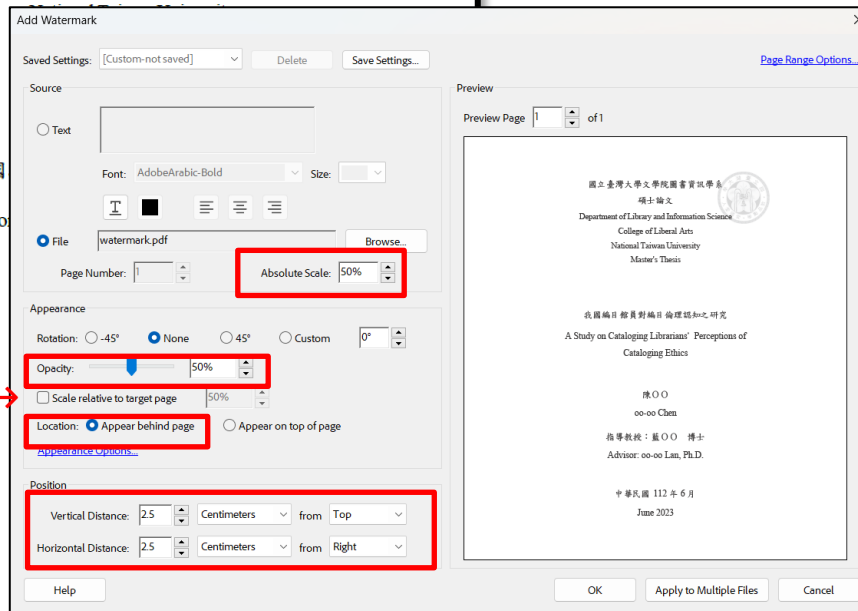 Add Watermark
Saved Settings: [Custom-not saved] Delete Save Settings... Page Range Options...
Source
Text
Font: AdobeArabic-Bold Size:
File watermark.pdf Browse...
Page Number: 1 Absolute Scale: 50%
Appearance
Rotation: -45° None 45° Custom 0°
Opacity: 50%
Scale relative to target page 50%
Location: Appear behind page Appear on top of page
Appearance Options...
Position
Vertical Distance: 2.5 Centimeters from Top
Horizontal Distance: 2.5 Centimeters from Right
Help
Preview
Preview Page 1 of 1
國立臺灣大學文學院圖書資訊學系
碩士論文
Department of Library and Information Science
College of Liberal Arts
National Taiwan University
Master's Thesis
我國編目館員對編目倫理認知之研究
A Study on Cataloging Librarians' Perceptions of
Cataloging Ethics
陳OO
oo-oo Chen
指導教授：藍OO 博士
Advisor: oo-oo Lan, Ph.D.
中華民國 112 年 6 月
June 2023
OK Apply to Multiple Files Cancel